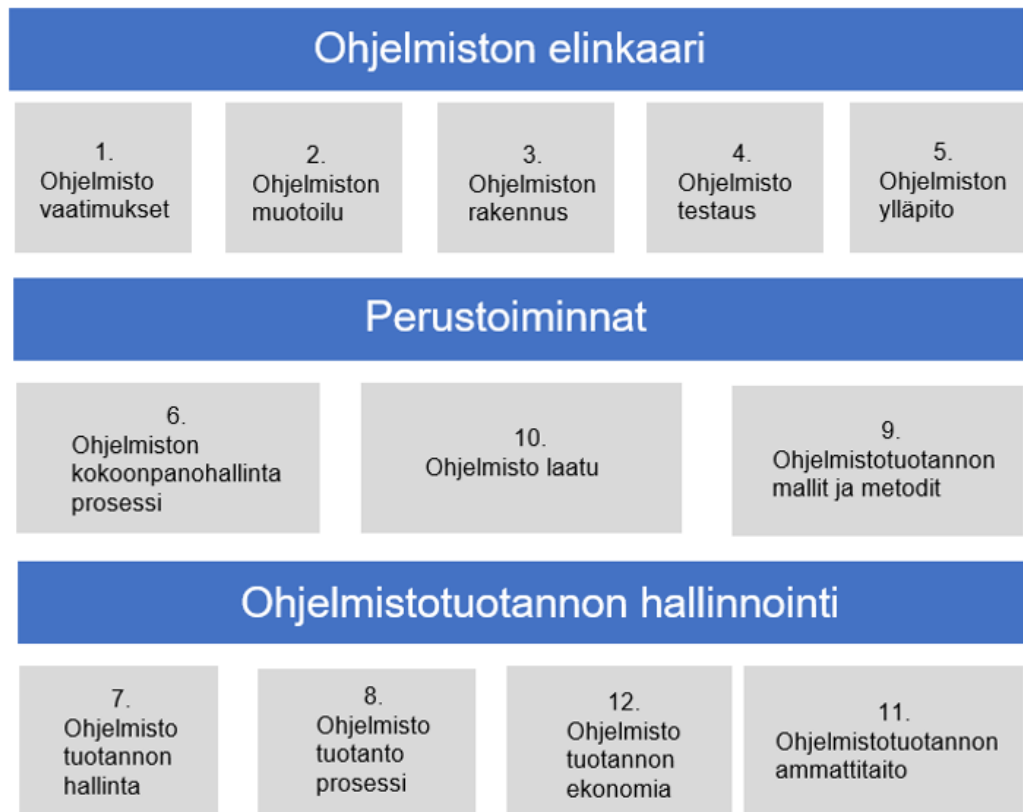 Ohjelmiston elinkaari
1.
Ohjelmisto
vaatimukset
2.
Ohjelmiston
muotoilu
3.
Ohjelmiston
rakennus
4.
Ohjelmisto
testaus
5.
Ohjelmiston
ylläpito
Perustoiminnat
6.
Ohjelmiston
kokoonpanohallinta
prosessi
10.
Ohjelmisto laatu
9.
Ohjelmistotuotannon
mallit ja metodit
Ohjelmistotuotannon hallinnointi
7.
Ohjelmisto
tuotannon
hallinta
8.
Ohjelmisto
tuotanto
prosessi
12.
Ohjelmisto
tuotannon
ekonomia
11.
Ohjelmistotuotannon
ammattitaito